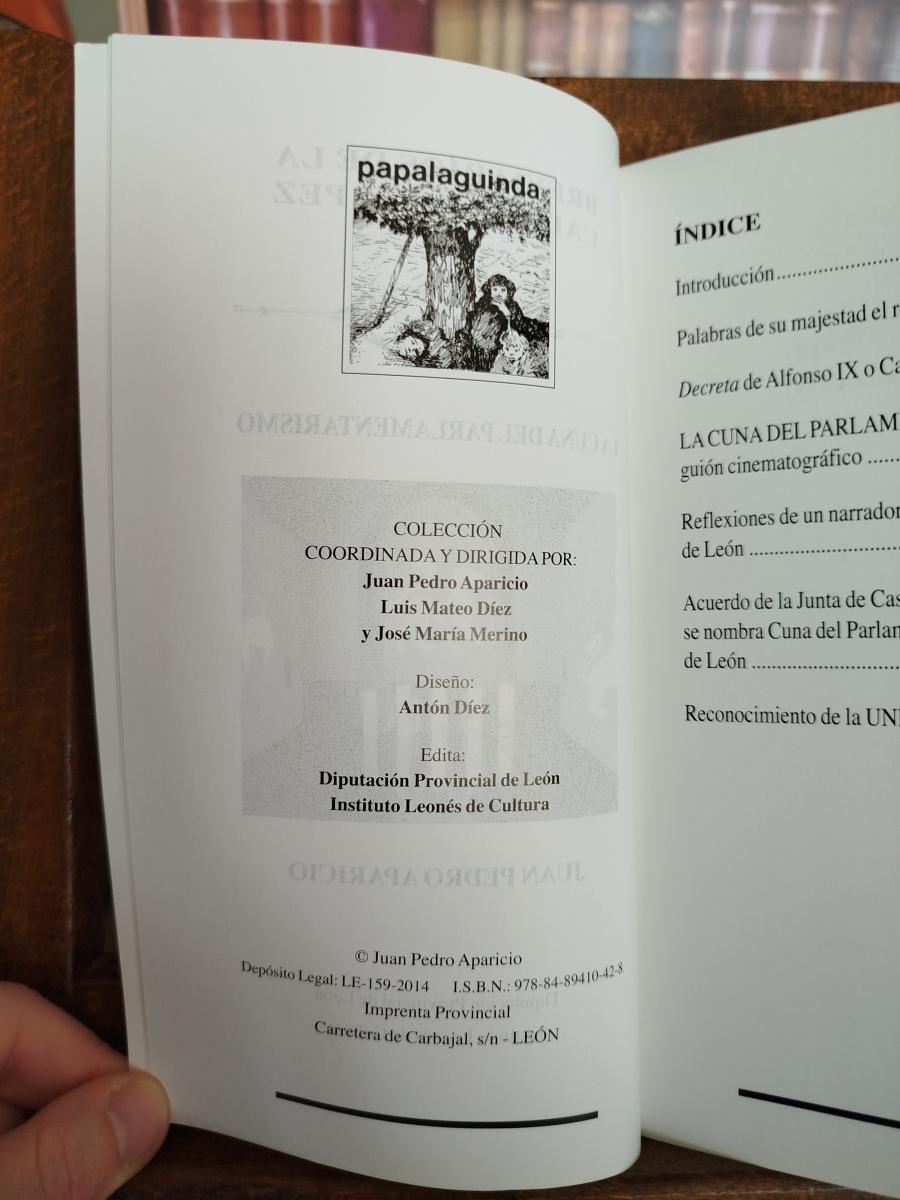 papalaguinda
COLECCIÓN
COORDINADA Y DIRIGIDA POR:
Juan Pedro Aparicio
Luis Mateo Díez
y José María Merino
Diseño:
Antón Díez
Edita:
Diputación Provincial de León
Instituto Leonés de Cultura
© Juan Pedro Aparicio
Depósito Legal: LE-159-2014 I.S.B.N.: 978-84-89410-42-8
Imprenta Provincial
Carretera de Carbajal, s/n - LEÓN
ÍNDICE
Introducción
Palabras de su majestad el
Decreta de Alfonso IX o
LA CUNA DEL
guión cinematográfico
Reflexiones de un narrador
de León
Acuerdo de la Junta de
se nombra Cuna del
de León
Reconocimiento de la